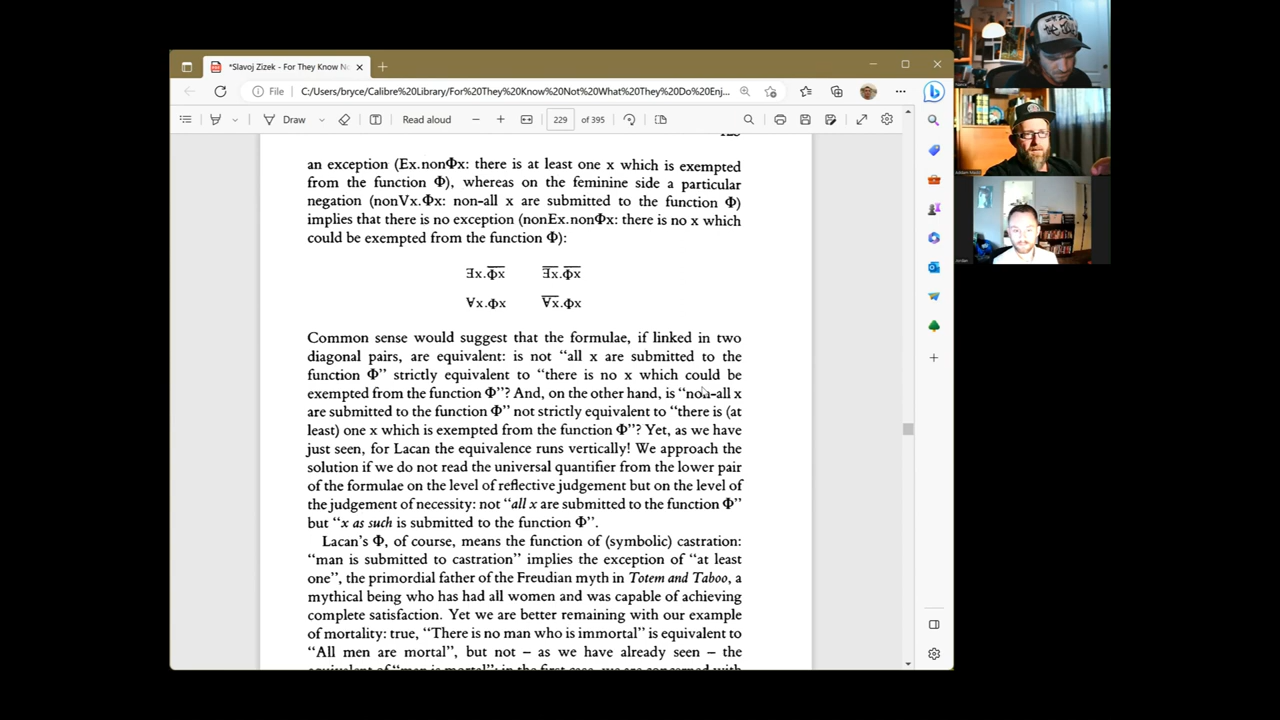 *Slavoj Zizek - For They Know N
File
C:/Users/bryce/Calibre%20Library/For%20They%20Know%20Not%20What%20They%20Do%20Enj...
Draw
Read aloud
229
of 395
an exception (Ex.nonΦx: there is at least one x which is exempted
from the function Φ), whereas on the feminine side a particular
negation (nonVx.Φx: non-all x are submitted to the function Φ)
implies that there is no exception (nonEx.nonΦx: there is no x which
could be exempted from the function Φ):
∃x.Φ̅x̅ ∃̅x̅.Φ̅x̅
∀x.Φx ∀̅x̅.Φx
Common sense would suggest that the formulae, if linked in two
diagonal pairs, are equivalent: is not “all x are submitted to the
function Φ” strictly equivalent to “there is no x which could be
exempted from the function Φ”? And, on the other hand, is “non-all x
are submitted to the function Φ” not strictly equivalent to “there is (at
least) one x which is exempted from the function Φ”? Yet, as we have
just seen, for Lacan the equivalence runs vertically! We approach the
solution if we do not read the universal quantifier from the lower pair
of the formulae on the level of reflective judgement but on the level of
the judgement of necessity: not “all x are submitted to the function Φ”
but “x as such is submitted to the function Φ”.
Lacan’s Φ, of course, means the function of (symbolic) castration:
“man is submitted to castration” implies the exception of “at least
one”, the primordial father of the Freudian myth in Totem and Taboo, a
mythical being who has had all women and was capable of achieving
complete satisfaction. Yet we are better remaining with our example
of mortality: true, “There is no man who is immortal” is equivalent to
“All men are mortal”, but not – as we have already seen – the
equivalent of “man is mortal”: in the first case, we are concerned with
Jordan